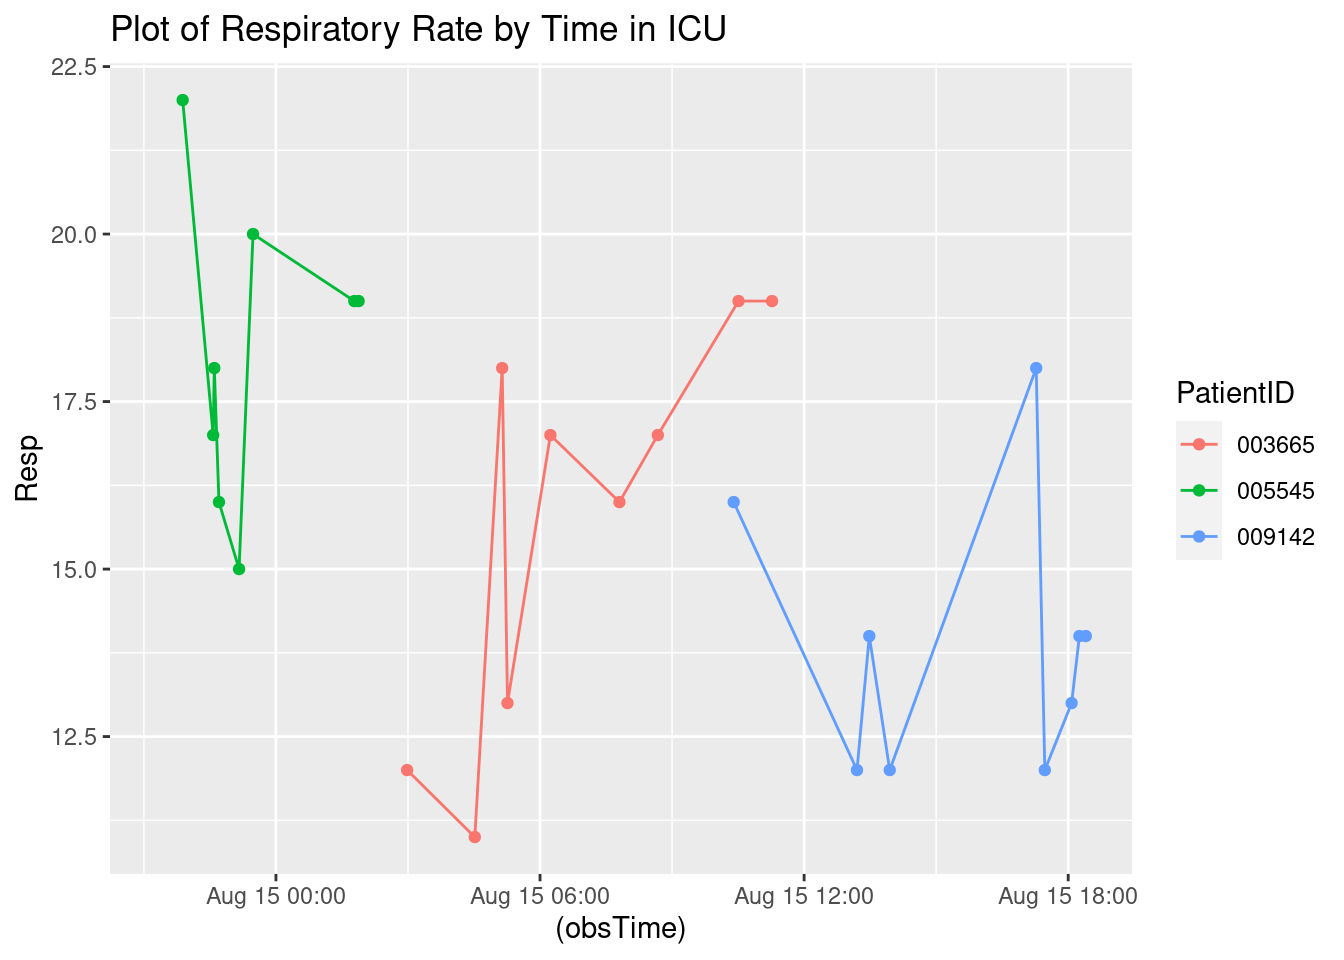 Plot of Respiratory Rate by Time in ICU
22.5
20.0
17.5
15.0
12.5
Resp
Aug 15 00:00 Aug 15 06:00 Aug 15 12:00 Aug 15 18:00
(obsTime)
PatientID
003665
005545
009142